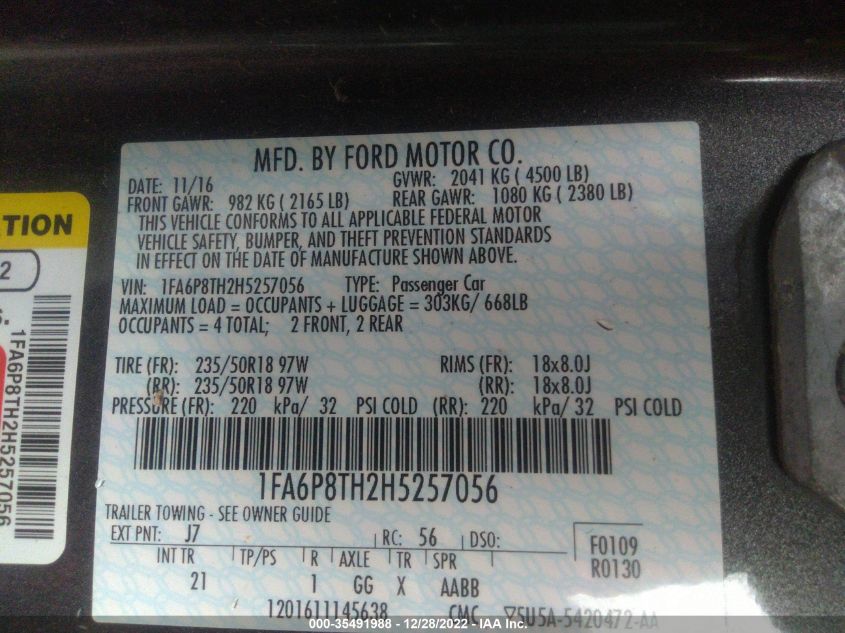 MFD. BY FORD MOTOR CO.
DATE: 11/16 GVWR: 2041 KG ( 4500 LB)
FRONT GAWR: 982 KG ( 2165 LB) REAR GAWR: 1080 KG ( 2380 LB)
THIS VEHICLE CONFORMS TO ALL APPLICABLE FEDERAL MOTOR
VEHICLE SAFETY, BUMPER, AND THEFT PREVENTION STANDARDS
IN EFFECT ON THE DATE OF MANUFACTURE SHOWN ABOVE.
VIN: 1FA6P8TH2H5257056 TYPE: Passenger Car
MAXIMUM LOAD = OCCUPANTS + LUGGAGE = 303KG/ 668LB
OCCUPANTS = 4 TOTAL; 2 FRONT, 2 REAR
TIRE (FR): 235/50R18 97W RIMS (FR): 18x8.0J
(RR): 235/50R18 97W (RR): 18x8.0J
PRESSURE (FR): 220 kPa/ 32 PSI COLD (RR): 220 kPa/ 32 PSI COLD
1FA6P8TH2H5257056
TRAILER TOWING - SEE OWNER GUIDE
EXT PNT: J7 RC: 56 DSO: F0109
INT TR TP/PS R AXLE TR SPR R0130
21 1 GG X AABB
1201611145638 CMC 5U5A-5420472-AA
TION
2
1FA6P8TH2H5257056
000-35491988 - 12/28/2022 - IAA Inc.